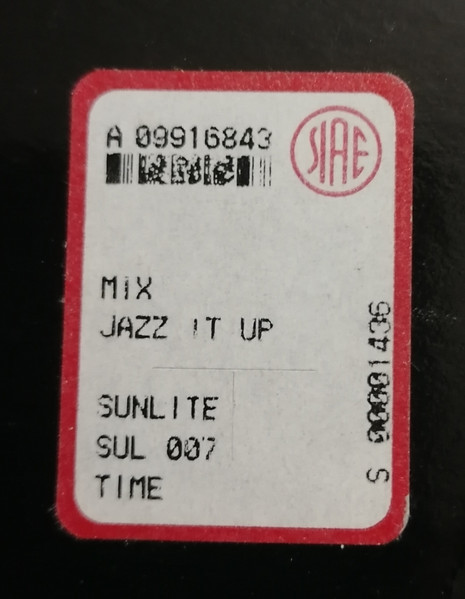 A 09916843
SIAE
MIX
JAZZ IT UP
SUNLITE
SUL 007
TIME
S 00001436